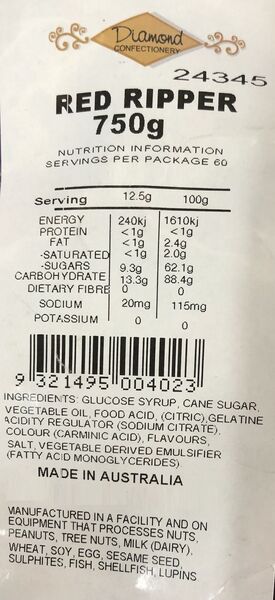 Diamond
CONFECTIONERY
24345
RED RIPPER
750g
NUTRITION INFORMATION
SERVINGS PER PACKAGE 60
Serving 12.5g 100g
ENERGY 240kj 1610kj
PROTEIN <1g <1g
FAT <1g 2.4g
-SATURATED <1g 2.0g
-SUGARS 9.3g 62.1g
CARBOHYDRATE 13.3g 88.4g
DIETARY FIBRE 0 0
SODIUM 20mg 115mg
POTASSIUM 0 0
9 321495 004023
INGREDIENTS: GLUCOSE SYRUP, CANE SUGAR,
VEGETABLE OIL, FOOD ACID, (CITRIC),GELATINE
ACIDITY REGULATOR (SODIUM CITRATE),
COLOUR (CARMINIC ACID), FLAVOURS,
SALT, VEGETABLE DERIVED EMULSIFIER
(FATTY ACID MONOGLYCERIDES).
MADE IN AUSTRALIA
MANUFACTURED IN A FACILITY AND ON
EQUIPMENT THAT PROCESSES NUTS,
PEANUTS, TREE NUTS, MILK (DAIRY),
WHEAT, SOY, EGG, SESAME SEED,
SULPHITES, FISH, SHELLFISH, LUPINS